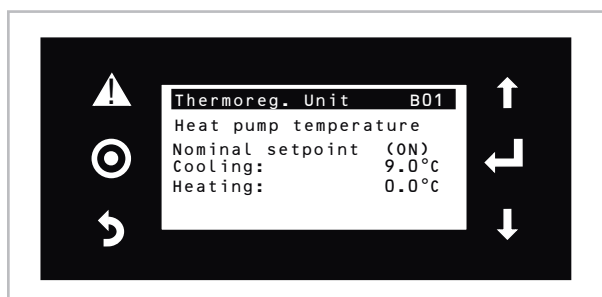 Thermoreg. Unit B01
Heat pump temperature
Nominal setpoint (ON)
Cooling: 9.0°C
Heating: 0.0°C